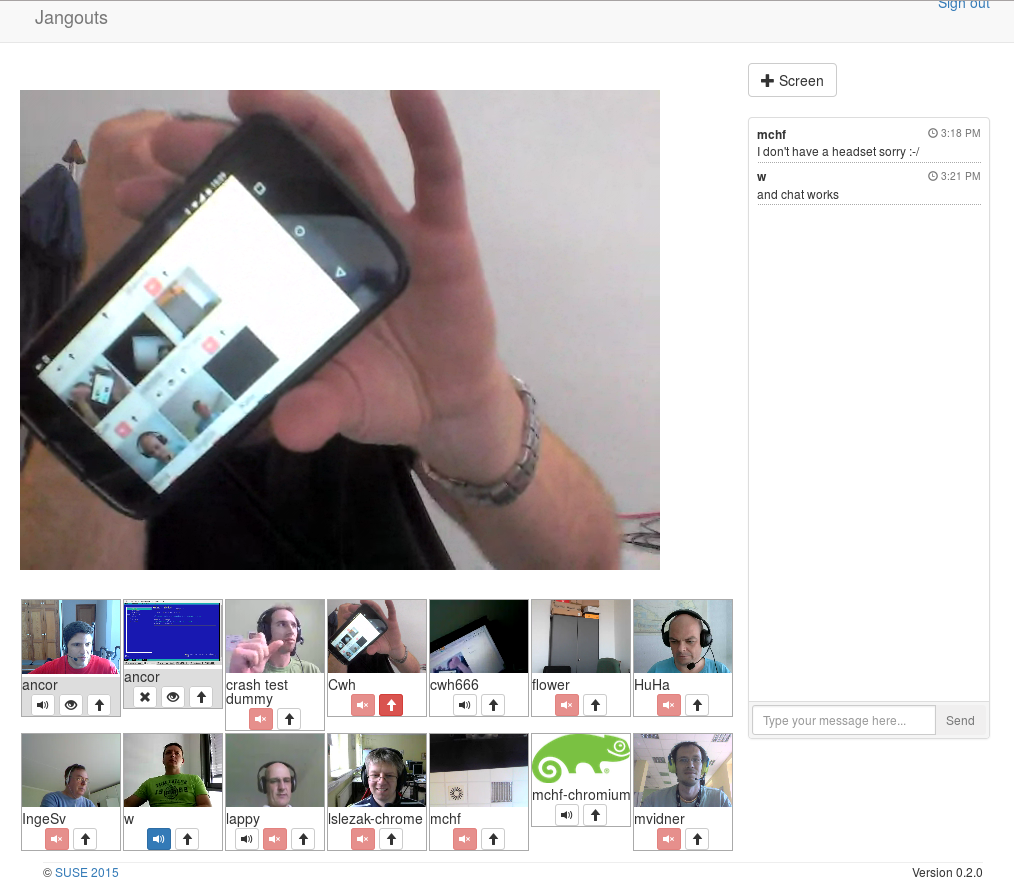 Jangouts
Sign out
Screen
mchf 3:18 PM
I don't have a headset sorry :-/
w 3:21 PM
and chat works
ancor
ancor
crash test
dummy
Cwh
cwh666
flower
HuHa
Type your message here...
Send
IngeSv
w
lappy
lslezak-chrome
mchf
mchf-chromium
mvidner
© SUSE 2015
Version 0.2.0